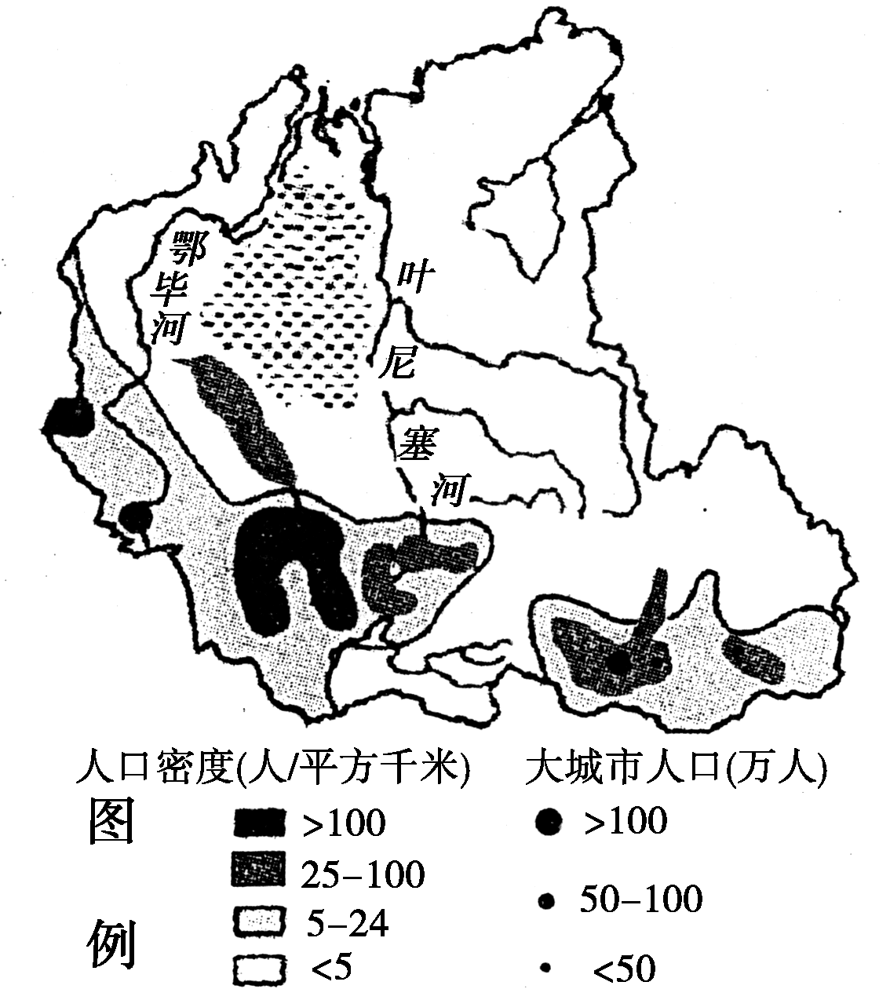 鄂毕河
叶尼塞河
人口密度(人/平方千米)
大城市人口(万人)
图例
>100
25–100
5–24
<5
>100
50–100
<50